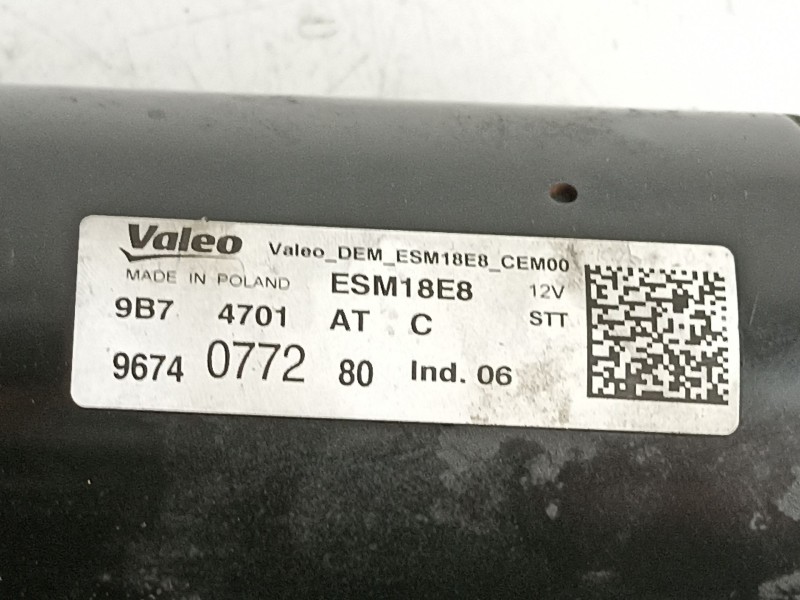 Valeo Valeo_DEM_ESM18E8_CEM00
MADE IN POLAND ESM18E8 12V
9B7 4701 AT C STT
9674 0772 80 Ind. 06